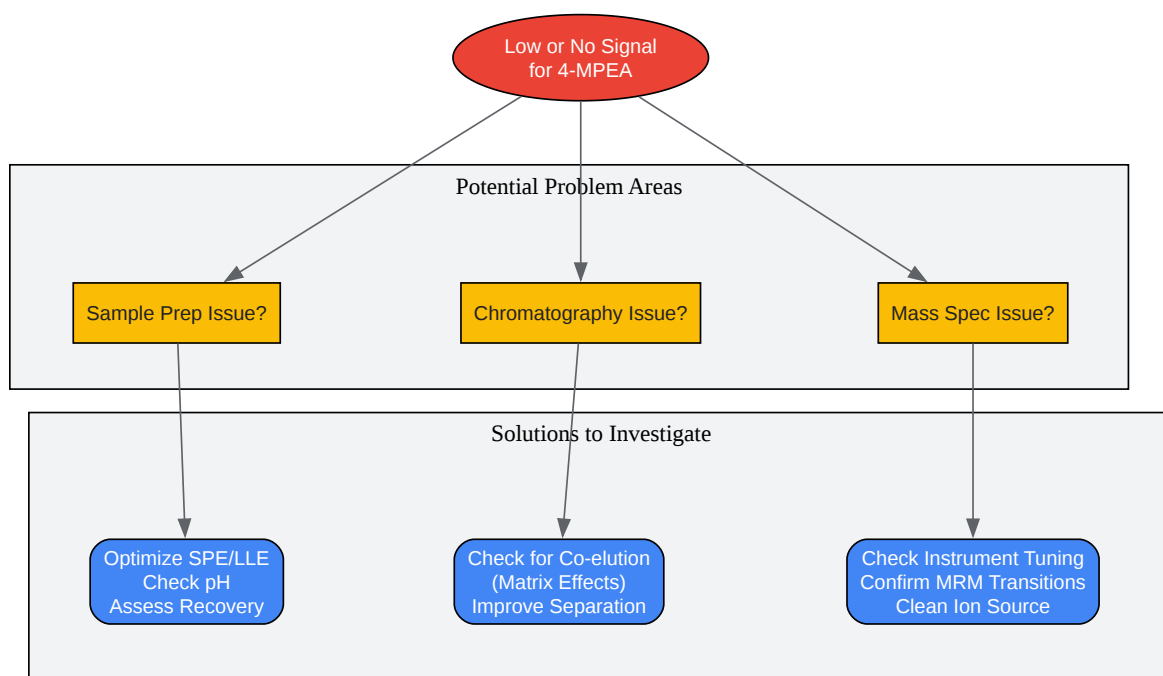 Low or No Signal
for 4-MPEA
Potential Problem Areas
Sample Prep Issue?
Chromatography Issue?
Mass Spec Issue?
Solutions to Investigate
Optimize SPE/LLE
Check pH
Assess Recovery
Check for Co-elution
(Matrix Effects)
Improve Separation
Check Instrument Tuning
Confirm MRM Transitions
Clean Ion Source